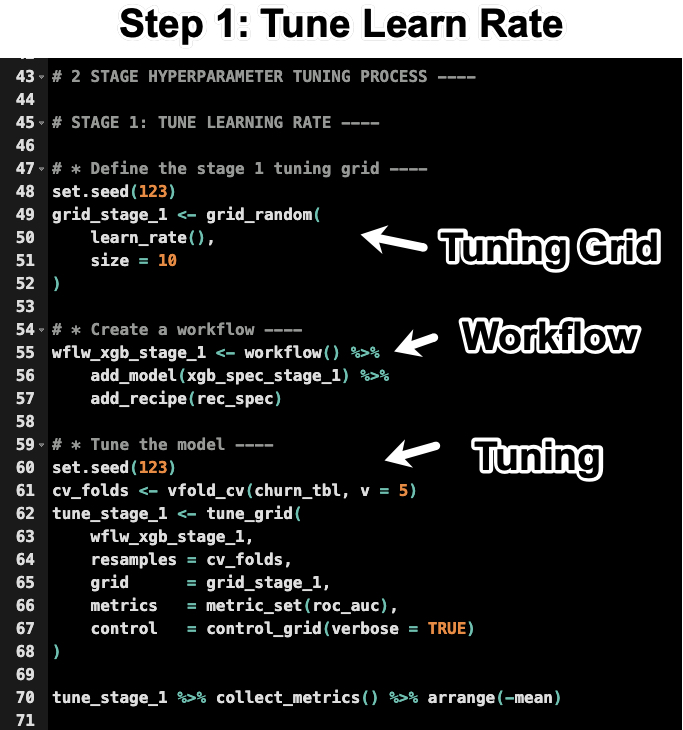 Step 1: Tune Learn Rate
43 # 2 STAGE HYPERPARAMETER TUNING PROCESS ----
44
45 # STAGE 1: TUNE LEARNING RATE ----
46
47 # * Define the stage 1 tuning grid ----
48 set.seed(123)
49 grid_stage_1 <- grid_random(
50     learn_rate(),
51     size = 10
52 )
Tuning Grid
53
54 # * Create a workflow ----
55 wflw_xgb_stage_1 <- workflow() %>%
56     add_model(xgb_spec_stage_1) %>%
57     add_recipe(rec_spec)
Workflow
58
59 # * Tune the model ----
60 set.seed(123)
61 cv_folds <- vfold_cv(churn_tbl, v = 5)
62 tune_stage_1 <- tune_grid(
63     wflw_xgb_stage_1,
64     resamples = cv_folds,
65     grid      = grid_stage_1,
66     metrics   = metric_set(roc_auc),
67     control   = control_grid(verbose = TRUE)
68 )
Tuning
69
70 tune_stage_1 %>% collect_metrics() %>% arrange(-mean)
71